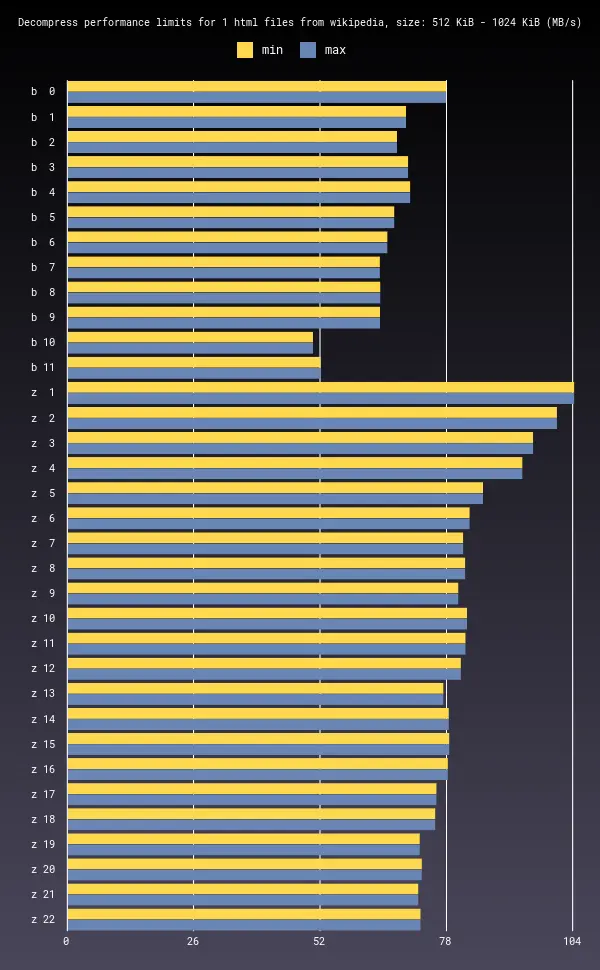 Decompress performance limits for 1 html files from wikipedia, size: 512 KiB - 1024 KiB (MB/s)
min max
b 0
b 1
b 2
b 3
b 4
b 5
b 6
b 7
b 8
b 9
b 10
b 11
z 1
z 2
z 3
z 4
z 5
z 6
z 7
z 8
z 9
z 10
z 11
z 12
z 13
z 14
z 15
z 16
z 17
z 18
z 19
z 20
z 21
z 22
0 26 52 78 104